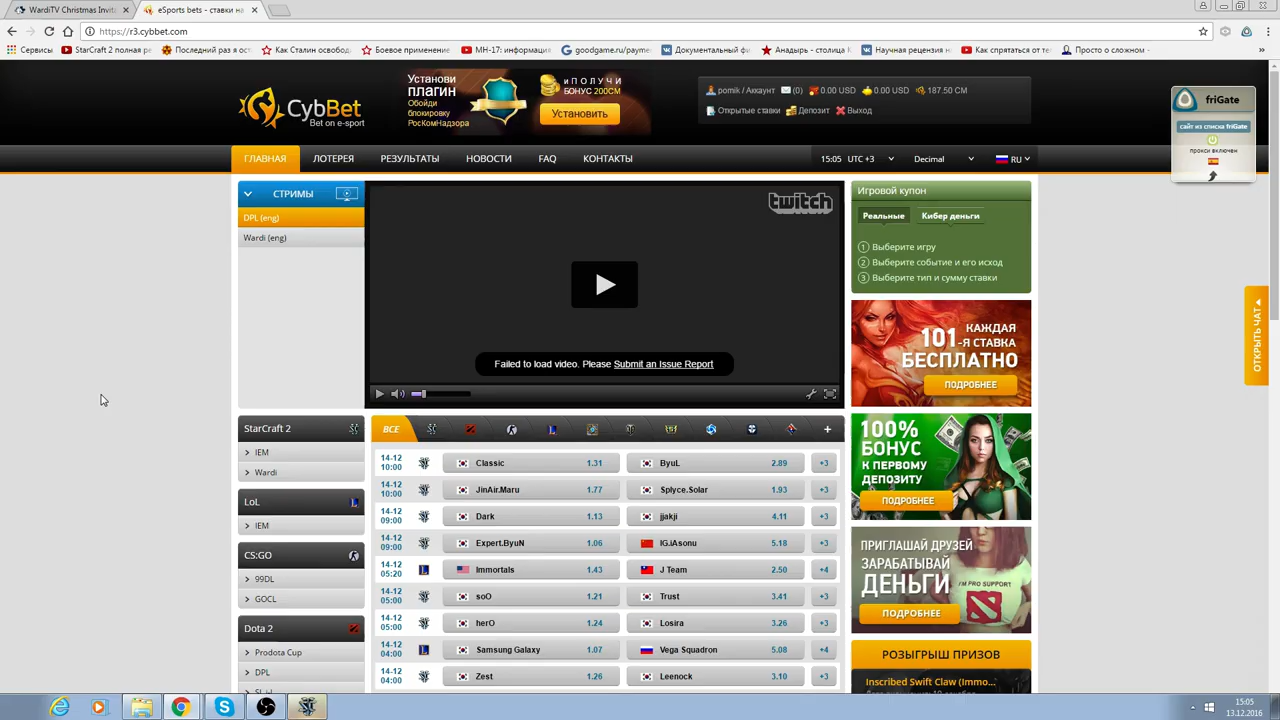 WardiTV Christmas Invit
eSports bets - ставки на
https://r3.cybbet.com
Сервисы
StarCraft 2 полная ре
Последний раз я ост
Как Сталин освобод
Боевое применение
MH-17: информация
goodgame.ru/payme
Документальный фи
Анадырь - столица К
Научная рецензия н
Как спрятаться от те
Просто о сложном -
CybBet
Bet on e-sport
Установи
плагин
Обойди
блокировку
РосКомНадзора
и ПОЛУЧИ
БОНУС 200CM
Установить
pomik / Аккаунт (0) 0.00 USD 0.00 USD 187.50 CM
Открытые ставки Депозит Выход
friGate
сайт из списка friGate
прокси включен
ГЛАВНАЯ ЛОТЕРЕЯ РЕЗУЛЬТАТЫ НОВОСТИ FAQ КОНТАКТЫ
15:05 UTC +3 Decimal RU
СТРИМЫ
DPL (eng)
Wardi (eng)
twitch
Failed to load video. Please Submit an Issue Report
Игровой купон
Реальные Кибер деньги
1 Выберите игру
2 Выберите событие и его исход
3 Выберите тип и сумму ставки
КАЖДАЯ
101-Я СТАВКА
БЕСПЛАТНО
ПОДРОБНЕЕ
ОТКРЫТЬ ЧАТ
100%
БОНУС
К ПЕРВОМУ
ДЕПОЗИТУ
ПОДРОБНЕЕ
ПРИГЛАШАЙ ДРУЗЕЙ
ЗАРАБАТЫВАЙ
ДЕНЬГИ
I'M PRO SUPPORT
ПОДРОБНЕЕ
РОЗЫГРЫШ ПРИЗОВ
Inscribed Swift Claw (Immo...
StarCraft 2
IEM
Wardi
LoL
IEM
CS:GO
99DL
GOCL
Dota 2
Prodota Cup
DPL
ВСЕ +
14-12 10:00 Classic 1.31 ByuL 2.89 +3
14-12 10:00 JinAir.Maru 1.77 Splyce.Solar 1.93 +3
14-12 09:00 Dark 1.13 jjakji 4.11 +3
14-12 09:00 Expert.ByuN 1.06 IG.iAsonu 5.18 +3
14-12 05:20 Immortals 1.43 J Team 2.50 +4
14-12 05:00 soO 1.21 Trust 3.41 +3
14-12 05:00 herO 1.24 Losira 3.26 +3
14-12 04:00 Samsung Galaxy 1.07 Vega Squadron 5.08 +4
14-12 04:00 Zest 1.26 Leenock 3.10 +3
15:05
13.12.2016